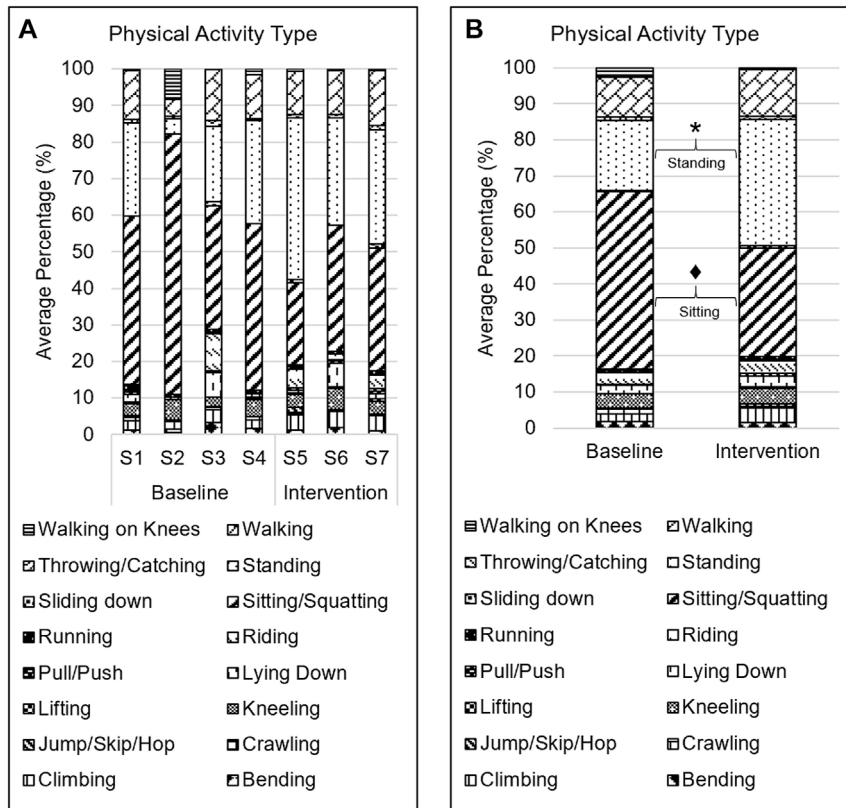 A
Physical Activity Type
Average Percentage (%)
100
90
80
70
60
50
40
30
20
10
0
S1 S2 S3 S4 S5 S6 S7
Baseline Intervention
Walking on Knees Walking
Throwing/Catching Standing
Sliding down Sitting/Squatting
Running Riding
Pull/Push Lying Down
Lifting Kneeling
Jump/Skip/Hop Crawling
Climbing Bending
B
Physical Activity Type
Average Percentage (%)
100
90
80
70
60
50
40
30
20
10
0
*
Standing
♦
Sitting
Baseline Intervention
Walking on Knees Walking
Throwing/Catching Standing
Sliding down Sitting/Squatting
Running Riding
Pull/Push Lying Down
Lifting Kneeling
Jump/Skip/Hop Crawling
Climbing Bending